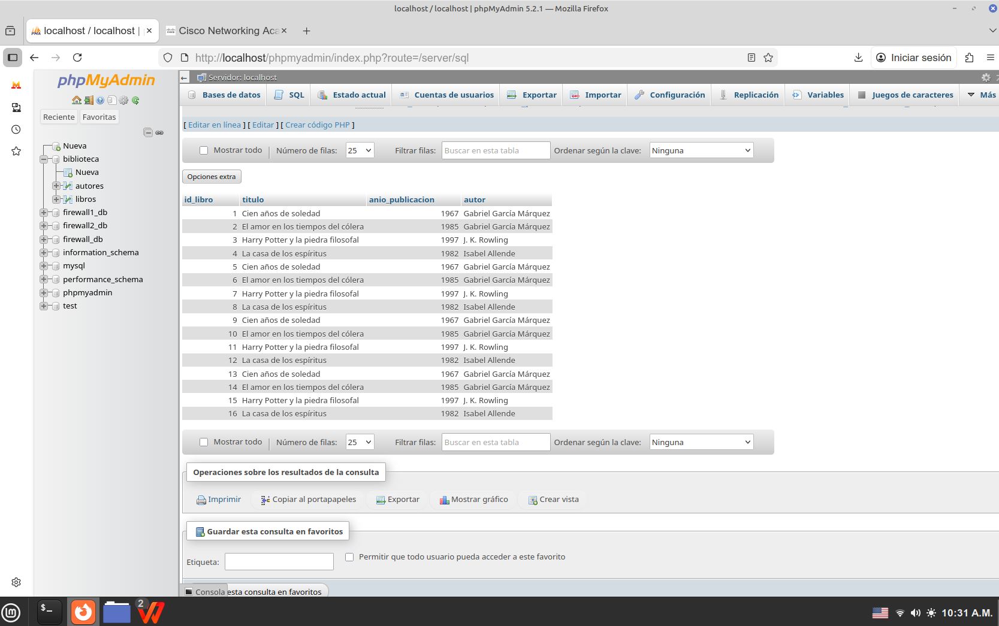 localhost / localhost | phpMyAdmin 5.2.1 — Mozilla Firefox
localhost / localhost |
Cisco Networking Aca
http://localhost/phpmyadmin/index.php?route=/server/sql
Iniciar sesión
phpMyAdmin
Reciente Favoritas
Nueva
biblioteca
Nueva
autores
libros
firewall1_db
firewall2_db
firewall_db
information_schema
mysql
performance_schema
phpmyadmin
test
Servidor: localhost
Bases de datos SQL Estado actual Cuentas de usuarios Exportar Importar Configuración Replicación Variables Juegos de caracteres Más
[ Editar en línea ] [ Editar ] [ Crear código PHP ]
Mostrar todo Número de filas: 25 Filtrar filas: Buscar en esta tabla Ordenar según la clave: Ninguna
Opciones extra
id_libro titulo anio_publicacion autor
1 Cien años de soledad 1967 Gabriel García Márquez
2 El amor en los tiempos del cólera 1985 Gabriel García Márquez
3 Harry Potter y la piedra filosofal 1997 J. K. Rowling
4 La casa de los espíritus 1982 Isabel Allende
5 Cien años de soledad 1967 Gabriel García Márquez
6 El amor en los tiempos del cólera 1985 Gabriel García Márquez
7 Harry Potter y la piedra filosofal 1997 J. K. Rowling
8 La casa de los espíritus 1982 Isabel Allende
9 Cien años de soledad 1967 Gabriel García Márquez
10 El amor en los tiempos del cólera 1985 Gabriel García Márquez
11 Harry Potter y la piedra filosofal 1997 J. K. Rowling
12 La casa de los espíritus 1982 Isabel Allende
13 Cien años de soledad 1967 Gabriel García Márquez
14 El amor en los tiempos del cólera 1985 Gabriel García Márquez
15 Harry Potter y la piedra filosofal 1997 J. K. Rowling
16 La casa de los espíritus 1982 Isabel Allende
Mostrar todo Número de filas: 25 Filtrar filas: Buscar en esta tabla Ordenar según la clave: Ninguna
Operaciones sobre los resultados de la consulta
Imprimir Copiar al portapapeles Exportar Mostrar gráfico Crear vista
Guardar esta consulta en favoritos
Etiqueta: Permitir que todo usuario pueda acceder a este favorito
Consola esta consulta en favoritos
2
10:31 A.M.